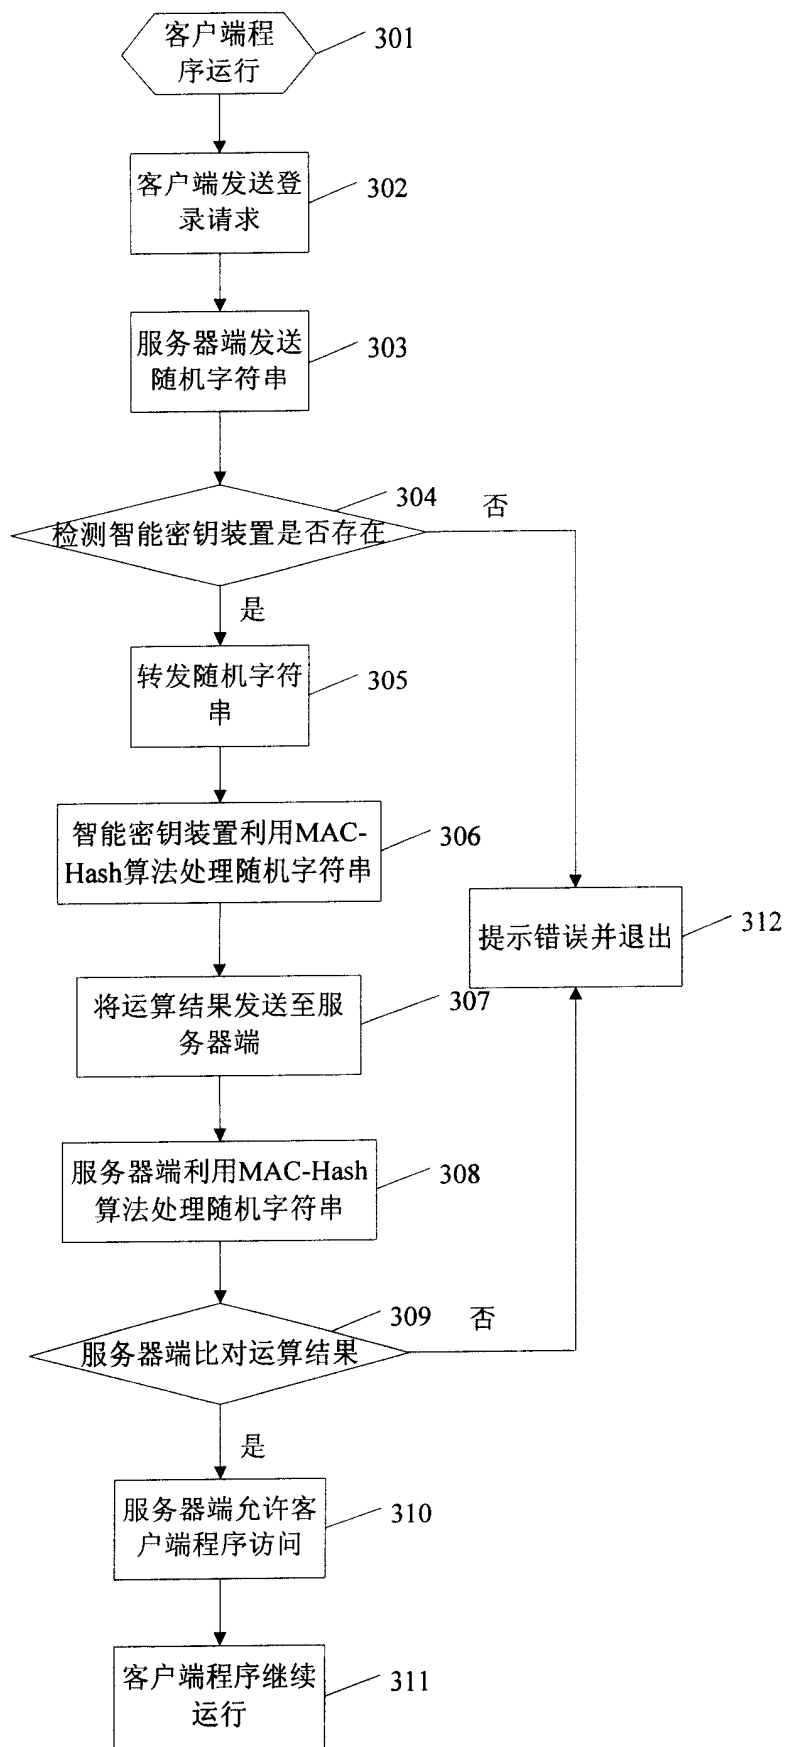 客户端程
序运行
301
客户端发送登
录请求
302
服务器端发送
随机字符串
303
检测智能密钥装置是否存在
304
否
是
转发随机字符
串
305
智能密钥装置利用MAC-
Hash算法处理随机字符串
306
提示错误并退出
312
将运算结果发送至服
务器端
307
服务器端利用MAC-Hash
算法处理随机字符串
308
服务器端比对运算结果
309
否
是
服务器端允许客
户端程序访问
310
客户端程序继续
运行
311